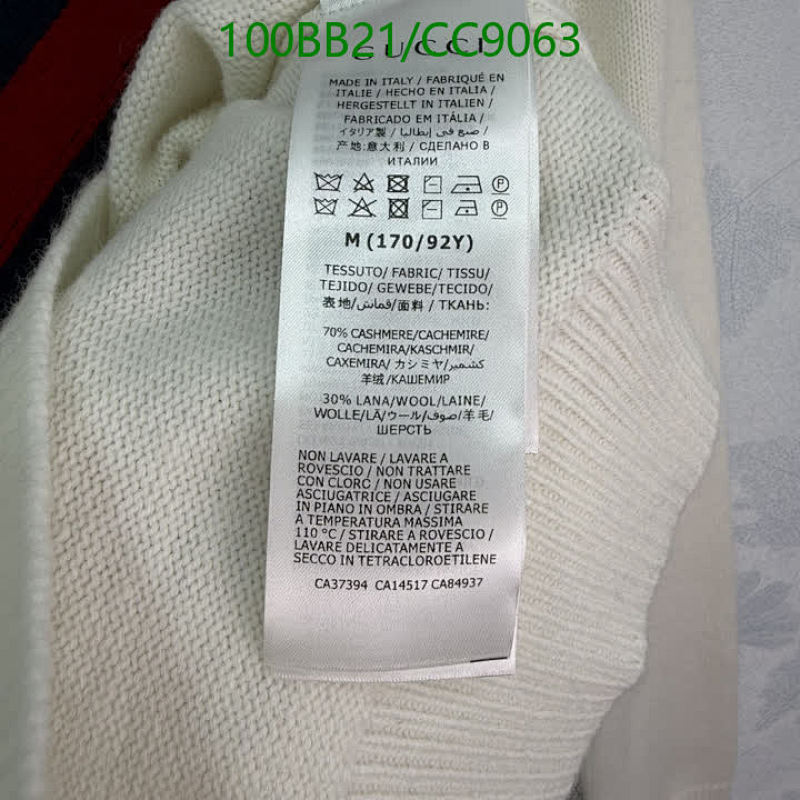 100BB21/CC9063
GUCCI
MADE IN ITALY / FABRIQUÉ EN
ITALIE / HECHO EN ITALIA /
HERGESTELLT IN ITALIEN /
FABRICADO EM ITÁLIA /
イタリア製 / صنع في إيطاليا /
产地:意大利 / СДЕЛАНО В
ИТАЛИИ
M (170/92Y)
TESSUTO/ FABRIC/ TISSU/
TEJIDO/ GEWEBE/TECIDO/
表地/قماش/面料 / ТКАНЬ:
70% CASHMERE/CACHEMIRE/
CACHEMIRA/KASCHMIR/
CAXEMIRA/ カシミヤ/كشمير/
羊绒/КАШЕМИР
30% LANA/WOOL/LAINE/
WOLLE/LÃ/ウール/صوف/羊毛/
ШЕРСТЬ
NON LAVARE / LAVARE A
ROVESCIO / NON TRATTARE
CON CLORO / NON USARE
ASCIUGATRICE / ASCIUGARE
IN PIANO IN OMBRA / STIRARE
A TEMPERATURA MASSIMA
110 °C / STIRARE A ROVESCIO /
LAVARE DELICATAMENTE A
SECCO IN TETRACLOROETILENE
CA37394 CA14517 CA84937